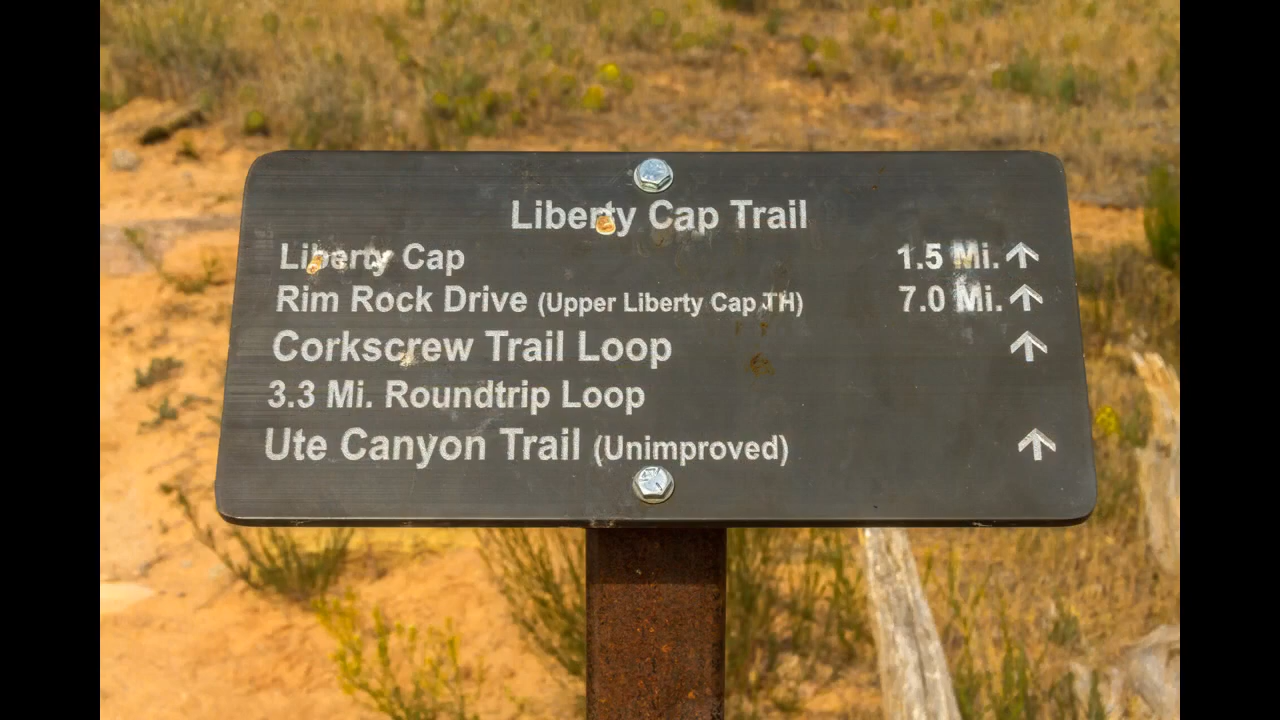 Liberty Cap Trail
Liberty Cap 1.5 Mi. ↑
Rim Rock Drive (Upper Liberty Cap TH) 7.0 Mi. ↑
Corkscrew Trail Loop ↑
3.3 Mi. Roundtrip Loop
Ute Canyon Trail (Unimproved) ↑